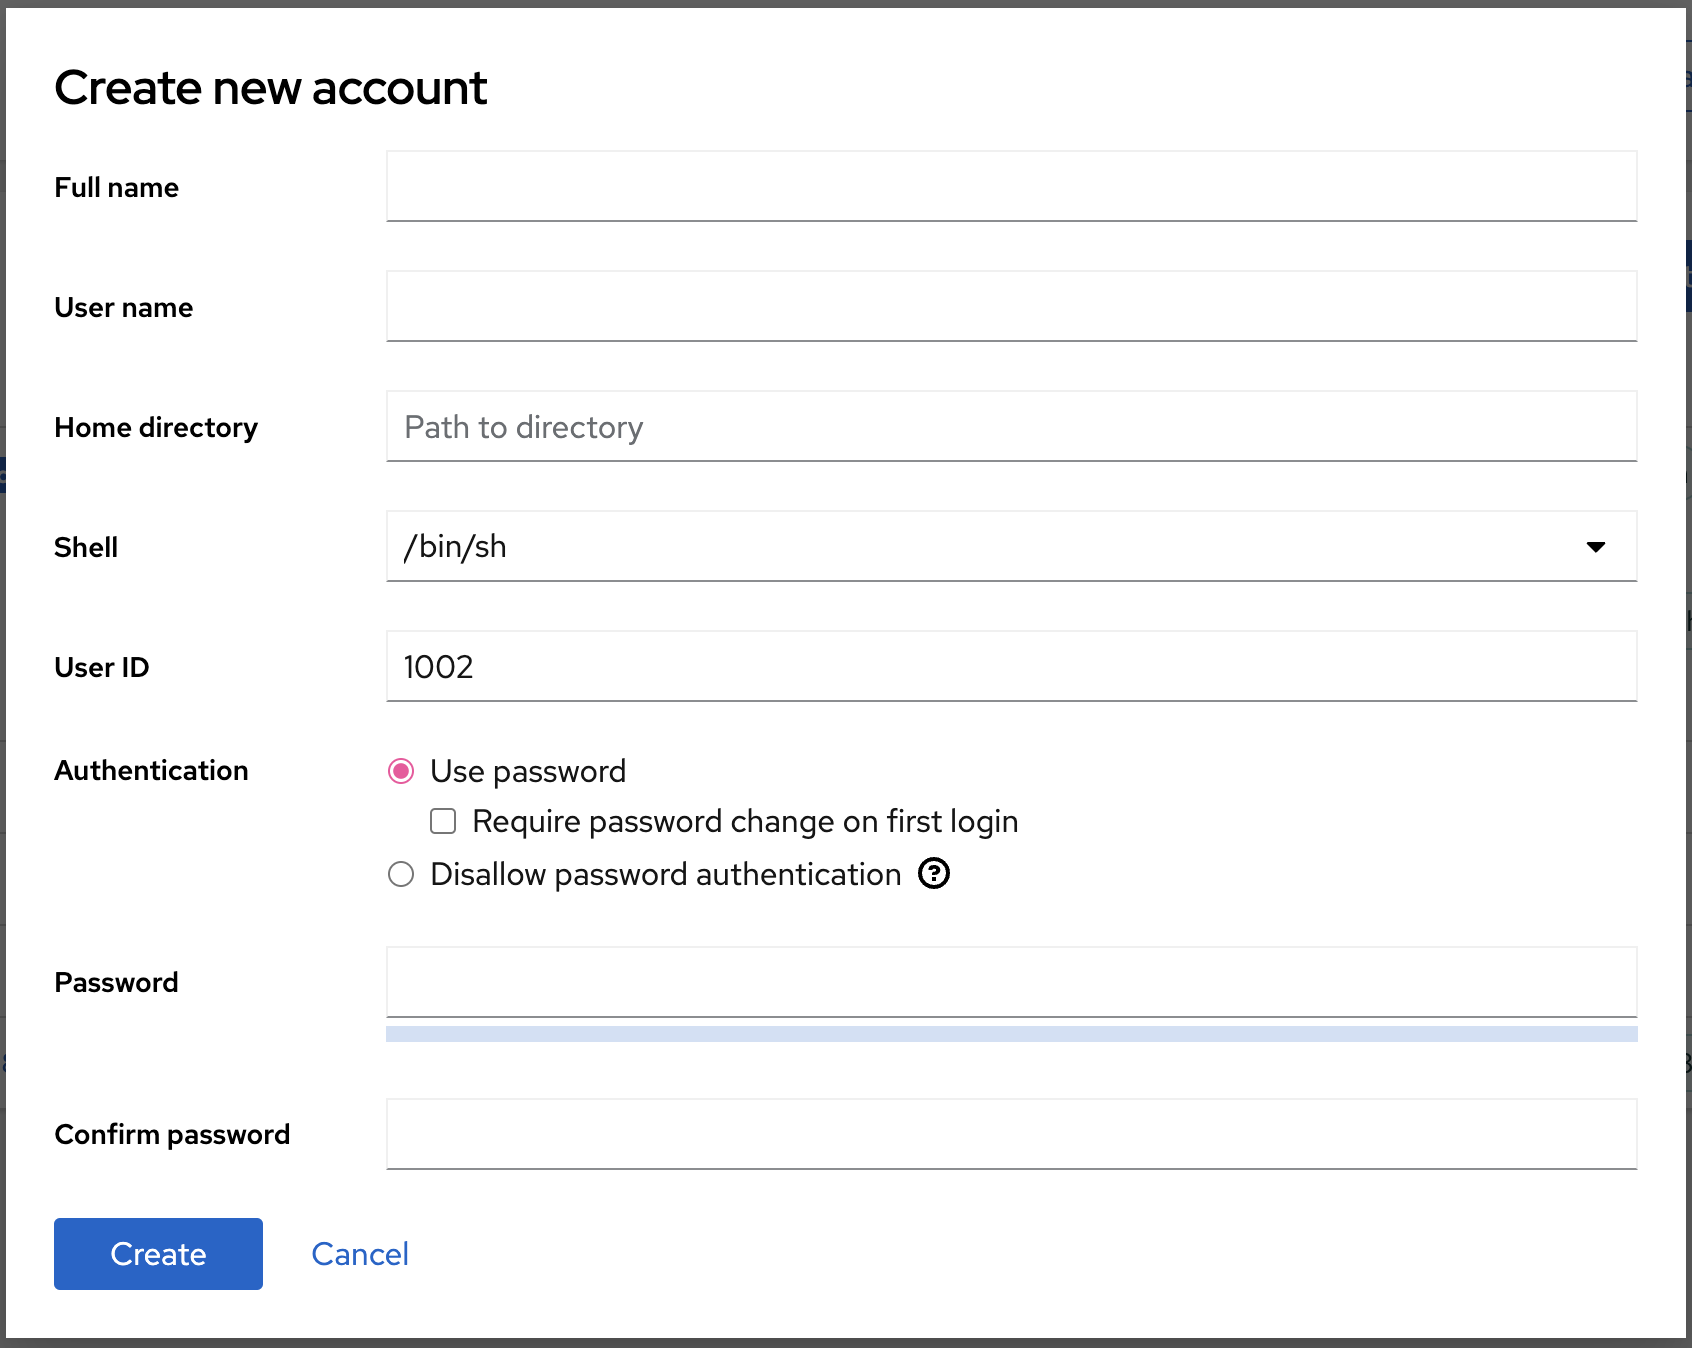 Create new account
Full name
User name
Home directory
Path to directory
Shell
/bin/sh
User ID
1002
Authentication
Use password
Require password change on first login
Disallow password authentication
Password
Confirm password
Create
Cancel